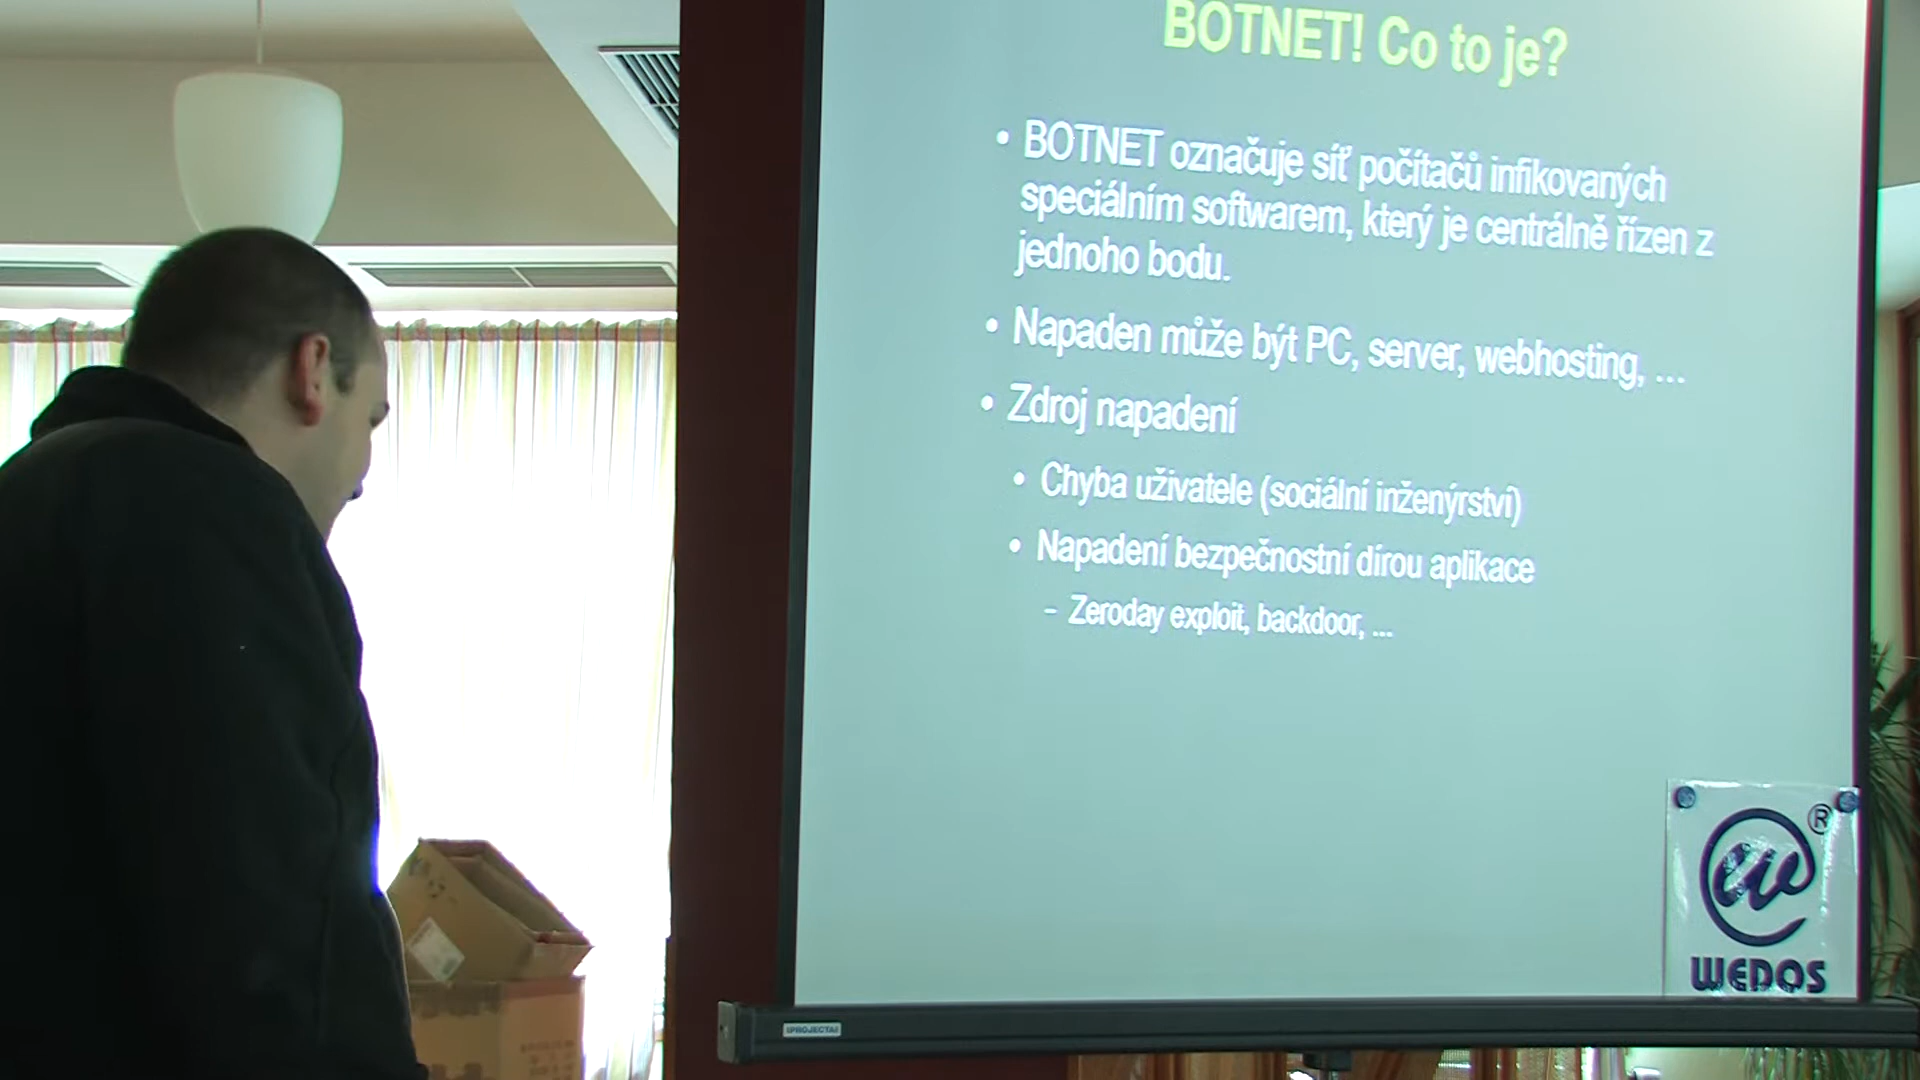 BOTNET! Co to je?
• BOTNET označuje síť počítačů infikovaných
speciálním softwarem, který je centrálně řízen z
jednoho bodu.
• Napaden může být PC, server, webhosting, ...
• Zdroj napadení
• Chyba uživatele (sociální inženýrství)
• Napadení bezpečnostní dírou aplikace
– Zeroday exploit, backdoor, ...
®
WEDOS
PROJECTA